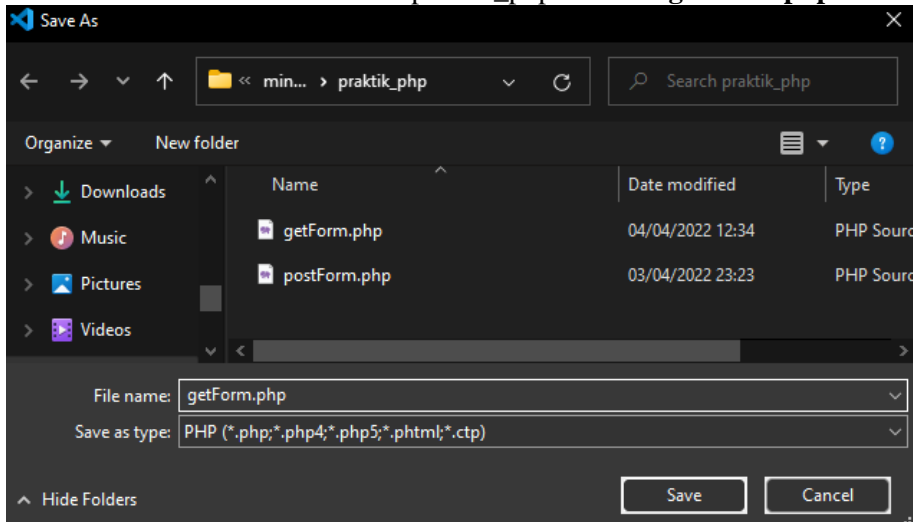 Save As
« min... > praktik_php
Search praktik_php
Organize
New folder
Name
Date modified
Type
Downloads
Music
Pictures
Videos
getForm.php
04/04/2022 12:34
PHP Sourc
postForm.php
03/04/2022 23:23
PHP Sourc
File name: getForm.php
Save as type: PHP (*.php;*.php4;*.php5;*.phtml;*.ctp)
Hide Folders
Save
Cancel